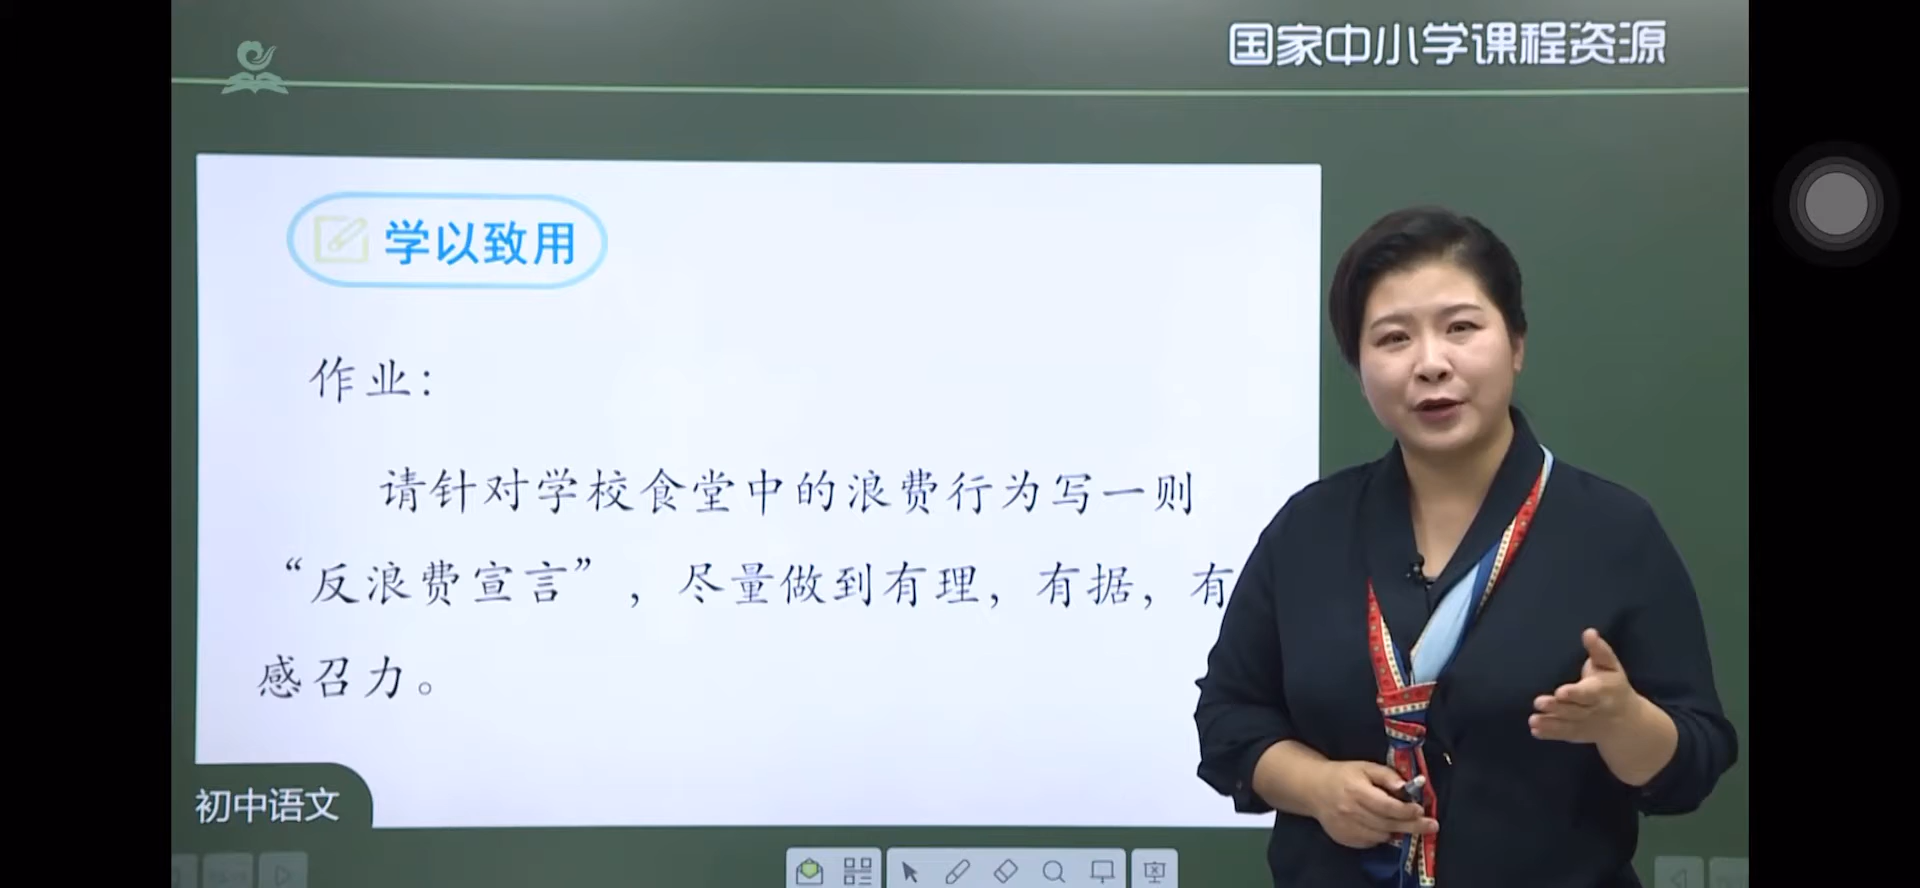 国家中小学课程资源
学以致用
作业：
请针对学校食堂中的浪费行为写一则
“反浪费宣言”，尽量做到有理，有据，有
感召力。
初中语文